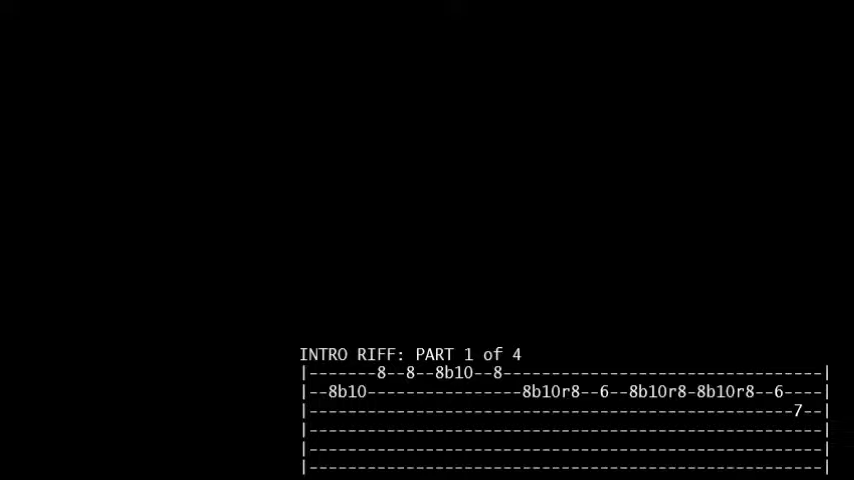 INTRO RIFF: PART 1 of 4
|-------8--8--8b10--8---------------------------------|
|--8b10----------------8b10r8--6--8b10r8-8b10r8--6----|
|--------------------------------------------------7--|
|-----------------------------------------------------|
|-----------------------------------------------------|
|-----------------------------------------------------|